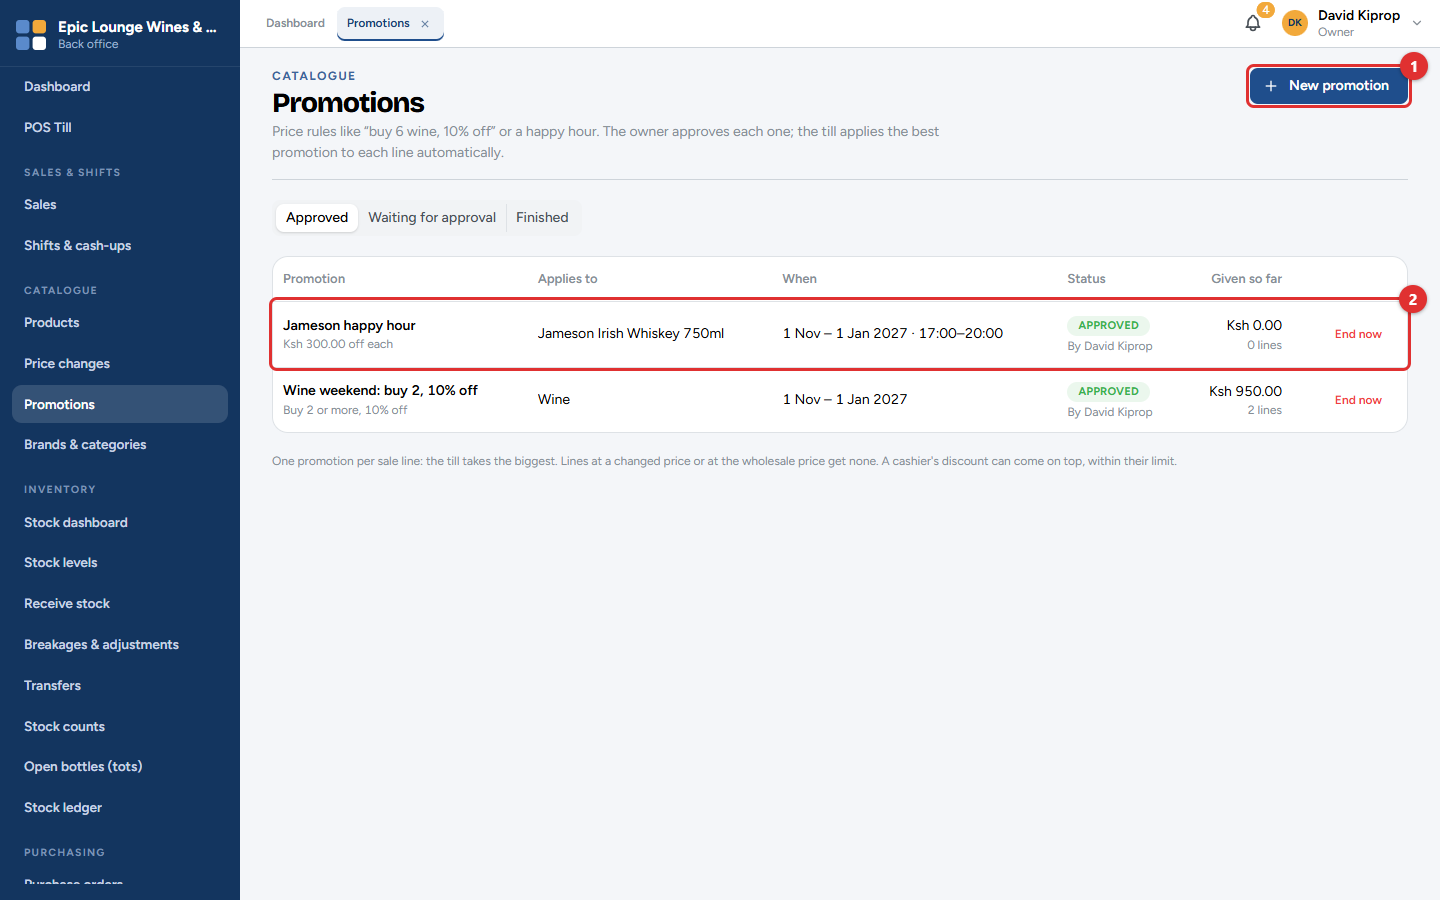 Epic Lounge Wines & ...
Back office
Dashboard
POS Till
SALES & SHIFTS
Sales
Shifts & cash-ups
CATALOGUE
Products
Price changes
Promotions
Brands & categories
INVENTORY
Stock dashboard
Stock levels
Receive stock
Breakages & adjustments
Transfers
Stock counts
Open bottles (tots)
Stock ledger
PURCHASING
Purchase orders
Dashboard
Promotions ×
4
DK
David Kiprop
Owner
CATALOGUE
Promotions
Price rules like “buy 6 wine, 10% off” or a happy hour. The owner approves each one; the till applies the best
promotion to each line automatically.
+ New promotion
1
Approved Waiting for approval Finished
Promotion Applies to When Status Given so far
2
Jameson happy hour
Ksh 300.00 off each
Jameson Irish Whiskey 750ml
1 Nov – 1 Jan 2027 · 17:00–20:00
APPROVED
By David Kiprop
Ksh 0.00
0 lines
End now
Wine weekend: buy 2, 10% off
Buy 2 or more, 10% off
Wine
1 Nov – 1 Jan 2027
APPROVED
By David Kiprop
Ksh 950.00
2 lines
End now
One promotion per sale line: the till takes the biggest. Lines at a changed price or at the wholesale price get none. A cashier's discount can come on top, within their limit.